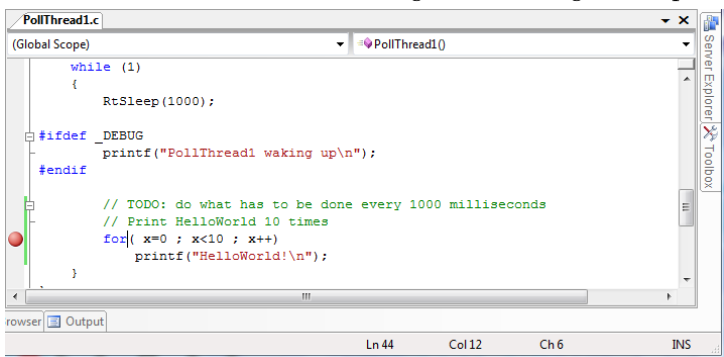 PollThread1.c
(Global Scope) PollThread1()
while (1)
{
RtSleep(1000);
#ifdef _DEBUG
printf("PollThread1 waking up\n");
#endif
// TODO: do what has to be done every 1000 milliseconds
// Print HelloWorld 10 times
for( x=0 ; x<10 ; x++)
printf("HelloWorld!\n");
}
Server Explorer
Toolbox
rowser Output
Ln 44 Col 12 Ch 6 INS